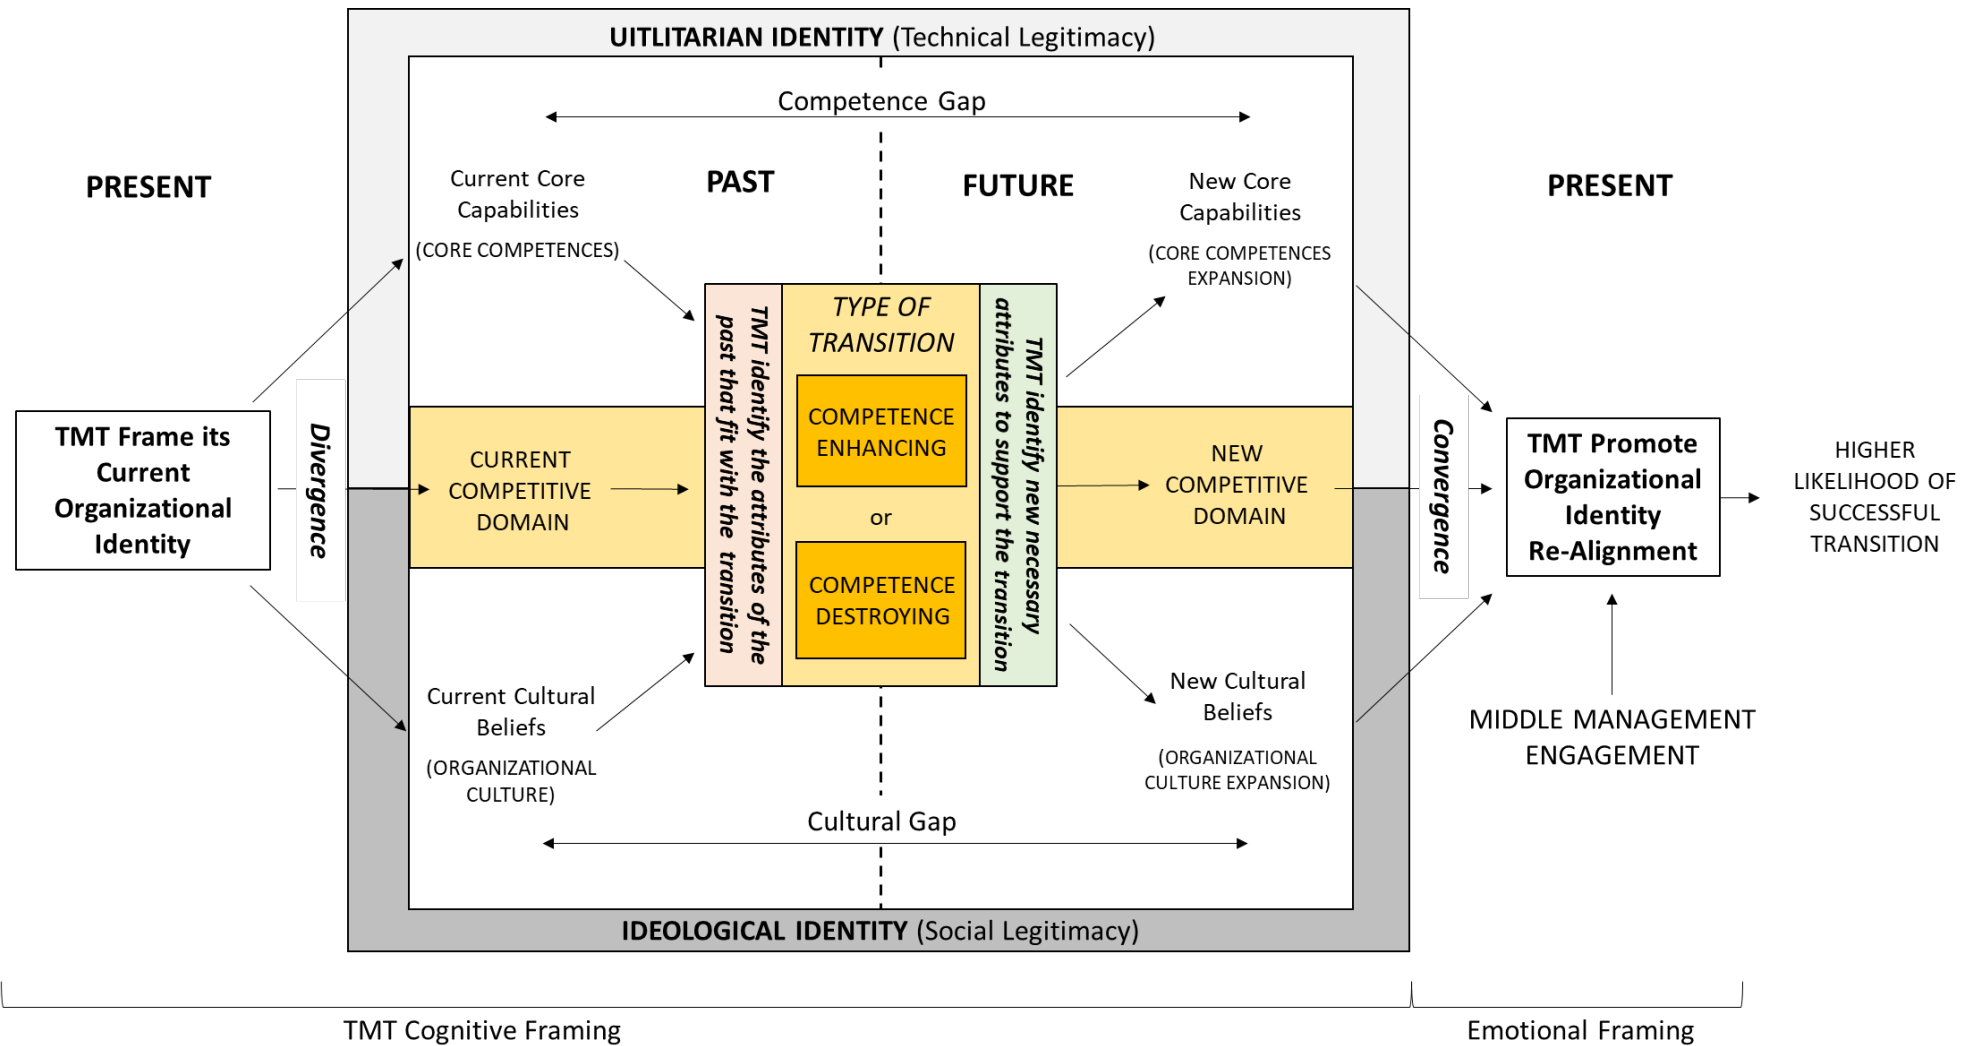 UITLITARIAN IDENTITY (Technical Legitimacy)
Competence Gap
PRESENT
Current Core
Capabilities
(CORE COMPETENCES)
PAST
FUTURE
New Core
Capabilities
(CORE COMPETENCES
EXPANSION)
PRESENT
TMT Frame its
Current
Organizational
Identity
Divergence
CURRENT
COMPETITIVE
DOMAIN
TMT identify the attributes of the
past that fit with the transition
TYPE OF
TRANSITION
COMPETENCE
ENHANCING
or
COMPETENCE
DESTROYING
TMT identify new necessary
attributes to support the transition
NEW
COMPETITIVE
DOMAIN
Convergence
TMT Promote
Organizational
Identity
Re-Alignment
HIGHER
LIKELIHOOD OF
SUCCESSFUL
TRANSITION
Current Cultural
Beliefs
(ORGANIZATIONAL
CULTURE)
New Cultural
Beliefs
(ORGANIZATIONAL
CULTURE EXPANSION)
MIDDLE MANAGEMENT
ENGAGEMENT
Cultural Gap
IDEOLOGICAL IDENTITY (Social Legitimacy)
TMT Cognitive Framing
Emotional Framing